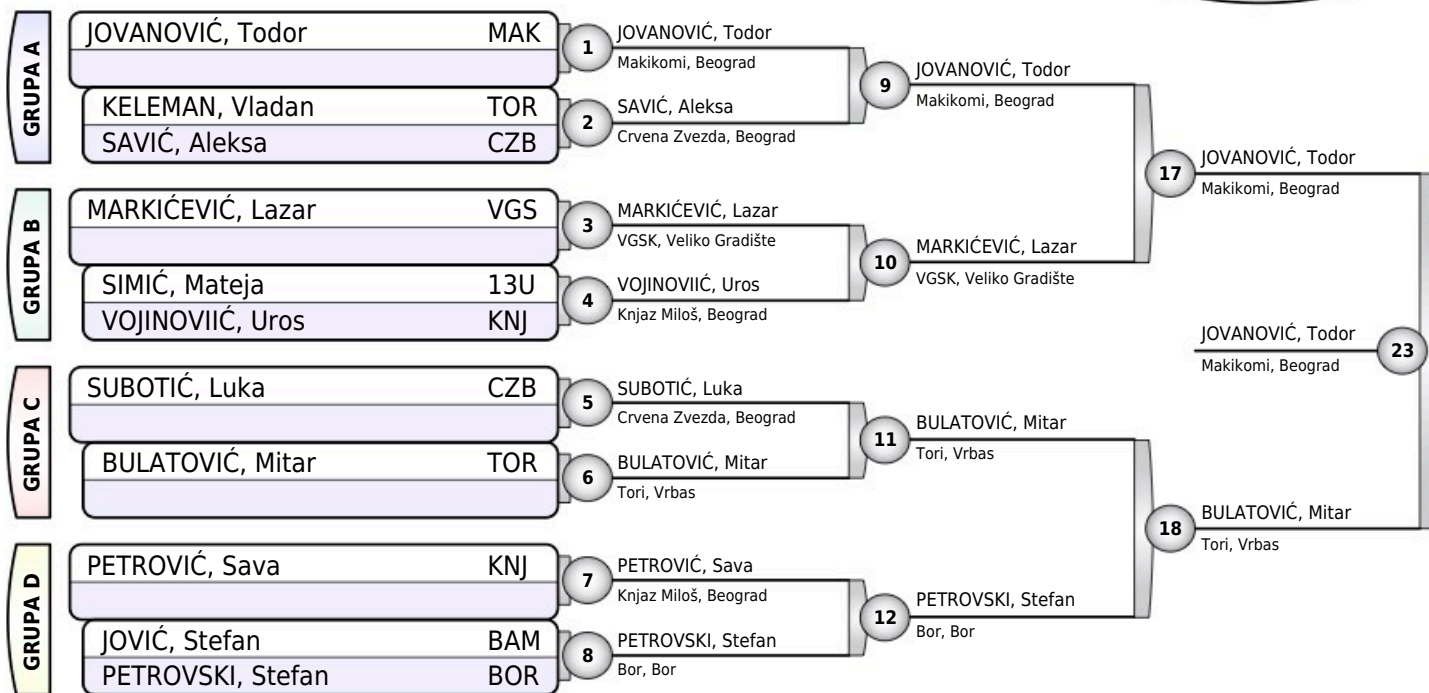 GRUPA A
JOVANOVIĆ, Todor MAK
KELEMAN, Vladan TOR
SAVIĆ, Aleksa CZB
1
JOVANOVIĆ, Todor
Makikomi, Beograd
2
SAVIĆ, Aleksa
Crvena Zvezda, Beograd
9
JOVANOVIĆ, Todor
Makikomi, Beograd
GRUPA B
MARKIĆEVIĆ, Lazar VGS
SIMIĆ, Mateja 13U
VOJINOVIIĆ, Uros KNJ
3
MARKIĆEVIĆ, Lazar
VGSK, Veliko Gradište
4
VOJINOVIIĆ, Uros
Knjaz Miloš, Beograd
10
MARKIĆEVIĆ, Lazar
VGSK, Veliko Gradište
17
JOVANOVIĆ, Todor
Makikomi, Beograd
GRUPA C
SUBOTIĆ, Luka CZB
BULATOVIĆ, Mitar TOR
5
SUBOTIĆ, Luka
Crvena Zvezda, Beograd
6
BULATOVIĆ, Mitar
Tori, Vrbas
11
BULATOVIĆ, Mitar
Tori, Vrbas
GRUPA D
PETROVIĆ, Sava KNJ
JOVIĆ, Stefan BAM
PETROVSKI, Stefan BOR
7
PETROVIĆ, Sava
Knjaz Miloš, Beograd
8
PETROVSKI, Stefan
Bor, Bor
12
PETROVSKI, Stefan
Bor, Bor
18
BULATOVIĆ, Mitar
Tori, Vrbas
JOVANOVIĆ, Todor
Makikomi, Beograd
23